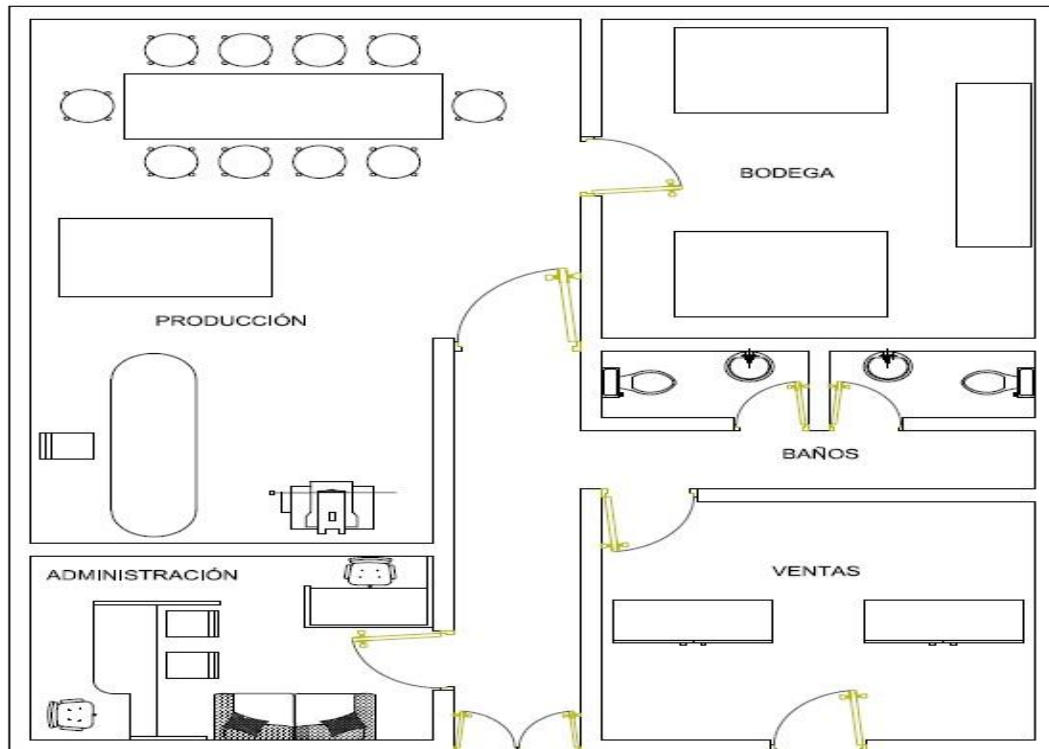 BODEGA
PRODUCCIÓN
BAÑOS
ADMINISTRACIÓN
VENTAS